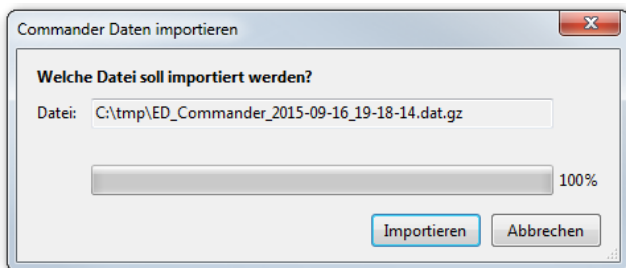 Commander Daten importieren
Welche Datei soll importiert werden?
Datei: C:\tmp\ED_Commander_2015-09-16_19-18-14.dat.gz
100%
Importieren Abbrechen